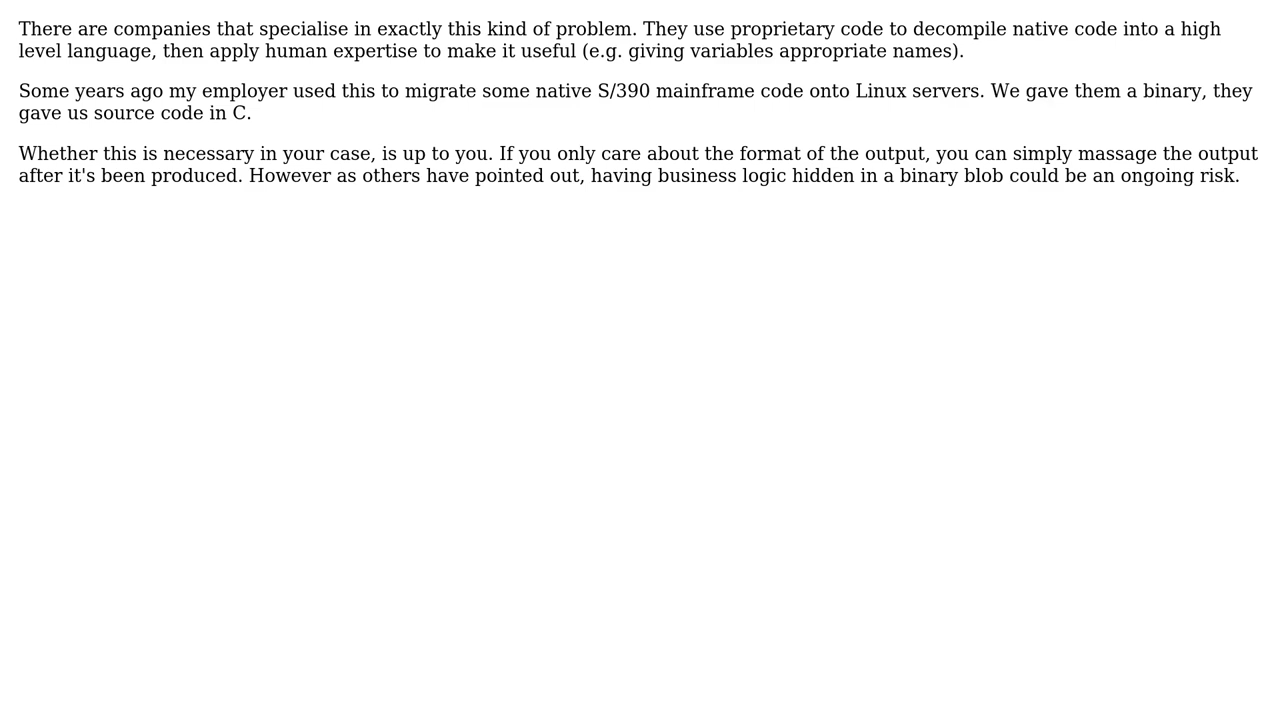 There are companies that specialise in exactly this kind of problem. They use proprietary code to decompile native code into a high
level language, then apply human expertise to make it useful (e.g. giving variables appropriate names).
Some years ago my employer used this to migrate some native S/390 mainframe code onto Linux servers. We gave them a binary, they
gave us source code in C.
Whether this is necessary in your case, is up to you. If you only care about the format of the output, you can simply massage the output
after it's been produced. However as others have pointed out, having business logic hidden in a binary blob could be an ongoing risk.